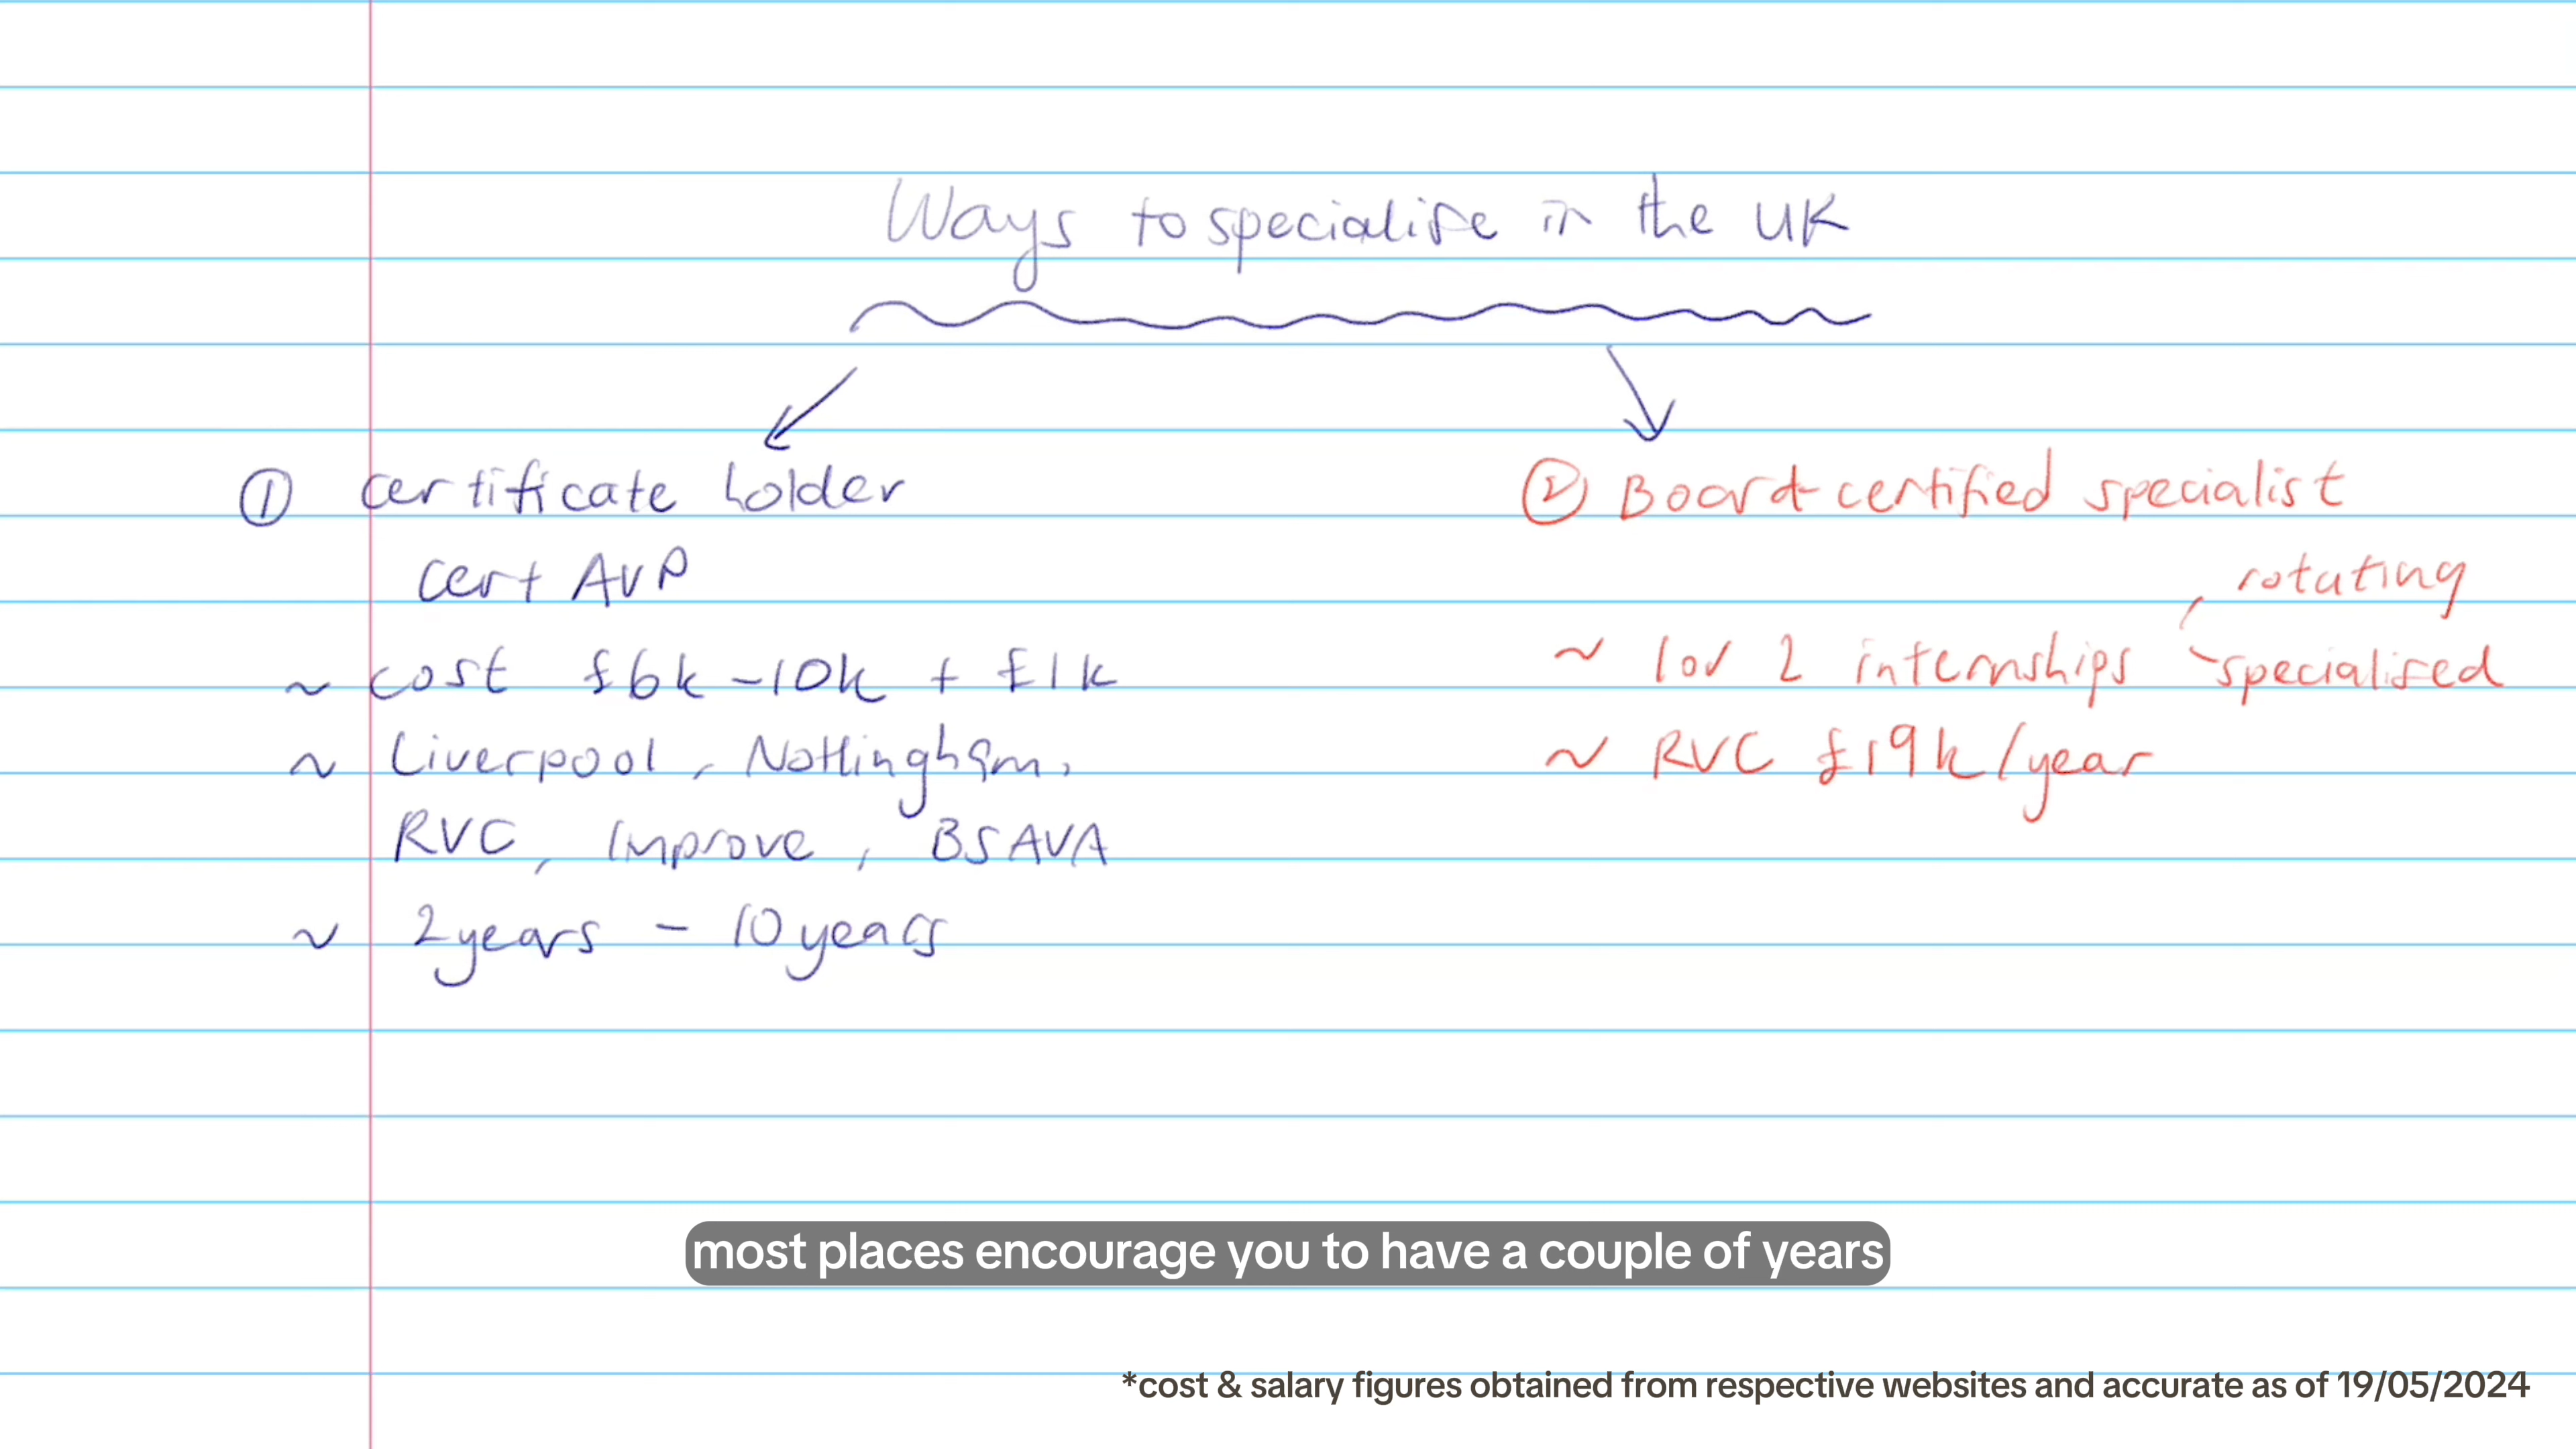 Ways to specialise in the UK
① Certificate holder
Cert AVP
~ cost £6k - 10k + £1k
~ Liverpool, Nottingham,
RVC, Improve, BSAVA
~ 2 years - 10 years
② Board certified specialist
rotating
~ 1 or 2 internships
specialised
~ RVC £19k/year
most places encourage you to have a couple of years
*cost & salary figures obtained from respective websites and accurate as of 19/05/2024